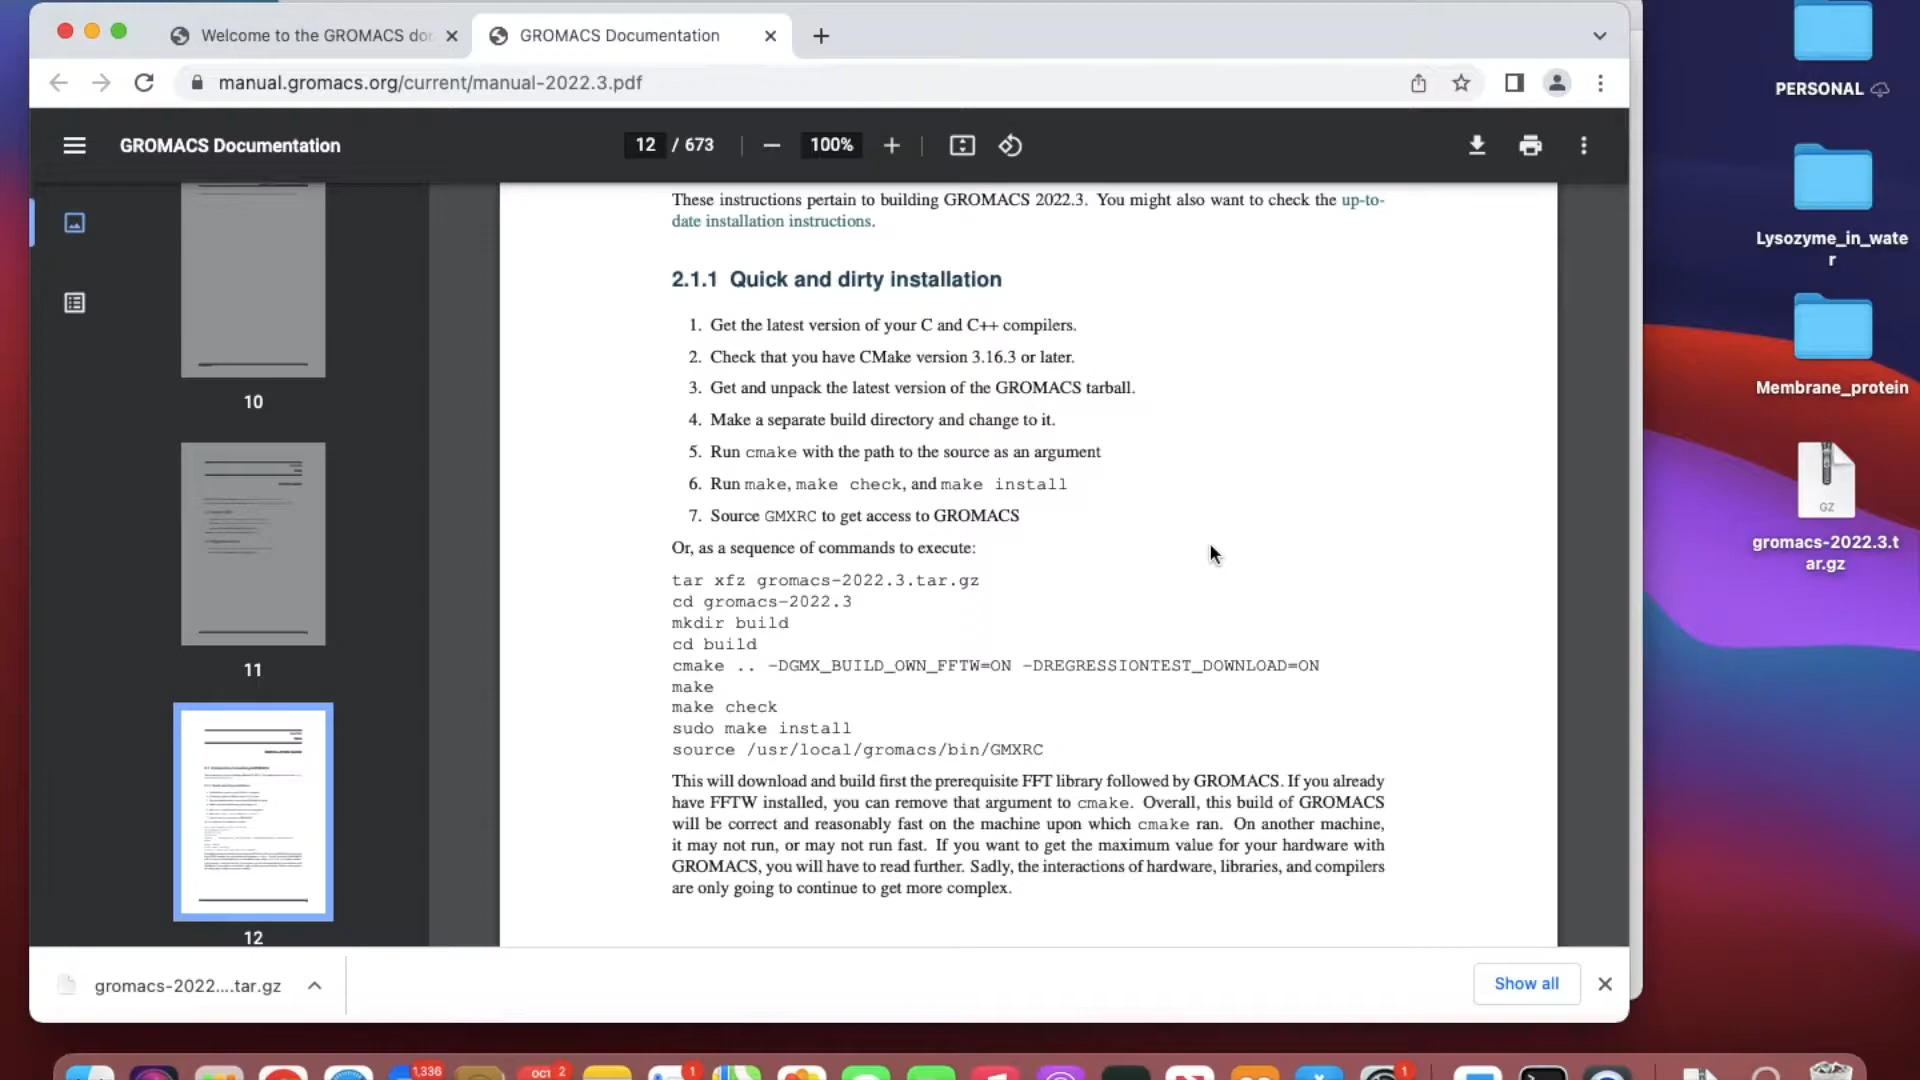 Welcome to the GROMACS do
GROMACS Documentation
manual.gromacs.org/current/manual-2022.3.pdf
GROMACS Documentation
12 / 673
100%
These instructions pertain to building GROMACS 2022.3. You might also want to check the up-to-
date installation instructions.
2.1.1 Quick and dirty installation
1. Get the latest version of your C and C++ compilers.
2. Check that you have CMake version 3.16.3 or later.
3. Get and unpack the latest version of the GROMACS tarball.
4. Make a separate build directory and change to it.
5. Run cmake with the path to the source as an argument
6. Run make, make check, and make install
7. Source GMXRC to get access to GROMACS
Or, as a sequence of commands to execute:
tar xfz gromacs-2022.3.tar.gz
cd gromacs-2022.3
mkdir build
cd build
cmake .. -DGMX_BUILD_OWN_FFTW=ON -DREGRESSIONTEST_DOWNLOAD=ON
make
make check
sudo make install
source /usr/local/gromacs/bin/GMXRC
This will download and build first the prerequisite FFT library followed by GROMACS. If you already
have FFTW installed, you can remove that argument to cmake. Overall, this build of GROMACS
will be correct and reasonably fast on the machine upon which cmake ran. On another machine,
it may not run, or may not run fast. If you want to get the maximum value for your hardware with
GROMACS, you will have to read further. Sadly, the interactions of hardware, libraries, and compilers
are only going to continue to get more complex.
10
11
12
gromacs-2022....tar.gz
Show all
PERSONAL
Lysozyme_in_wate
r
Membrane_protein
GZ
gromacs-2022.3.t
ar.gz
1,336
OCT
2
1
1